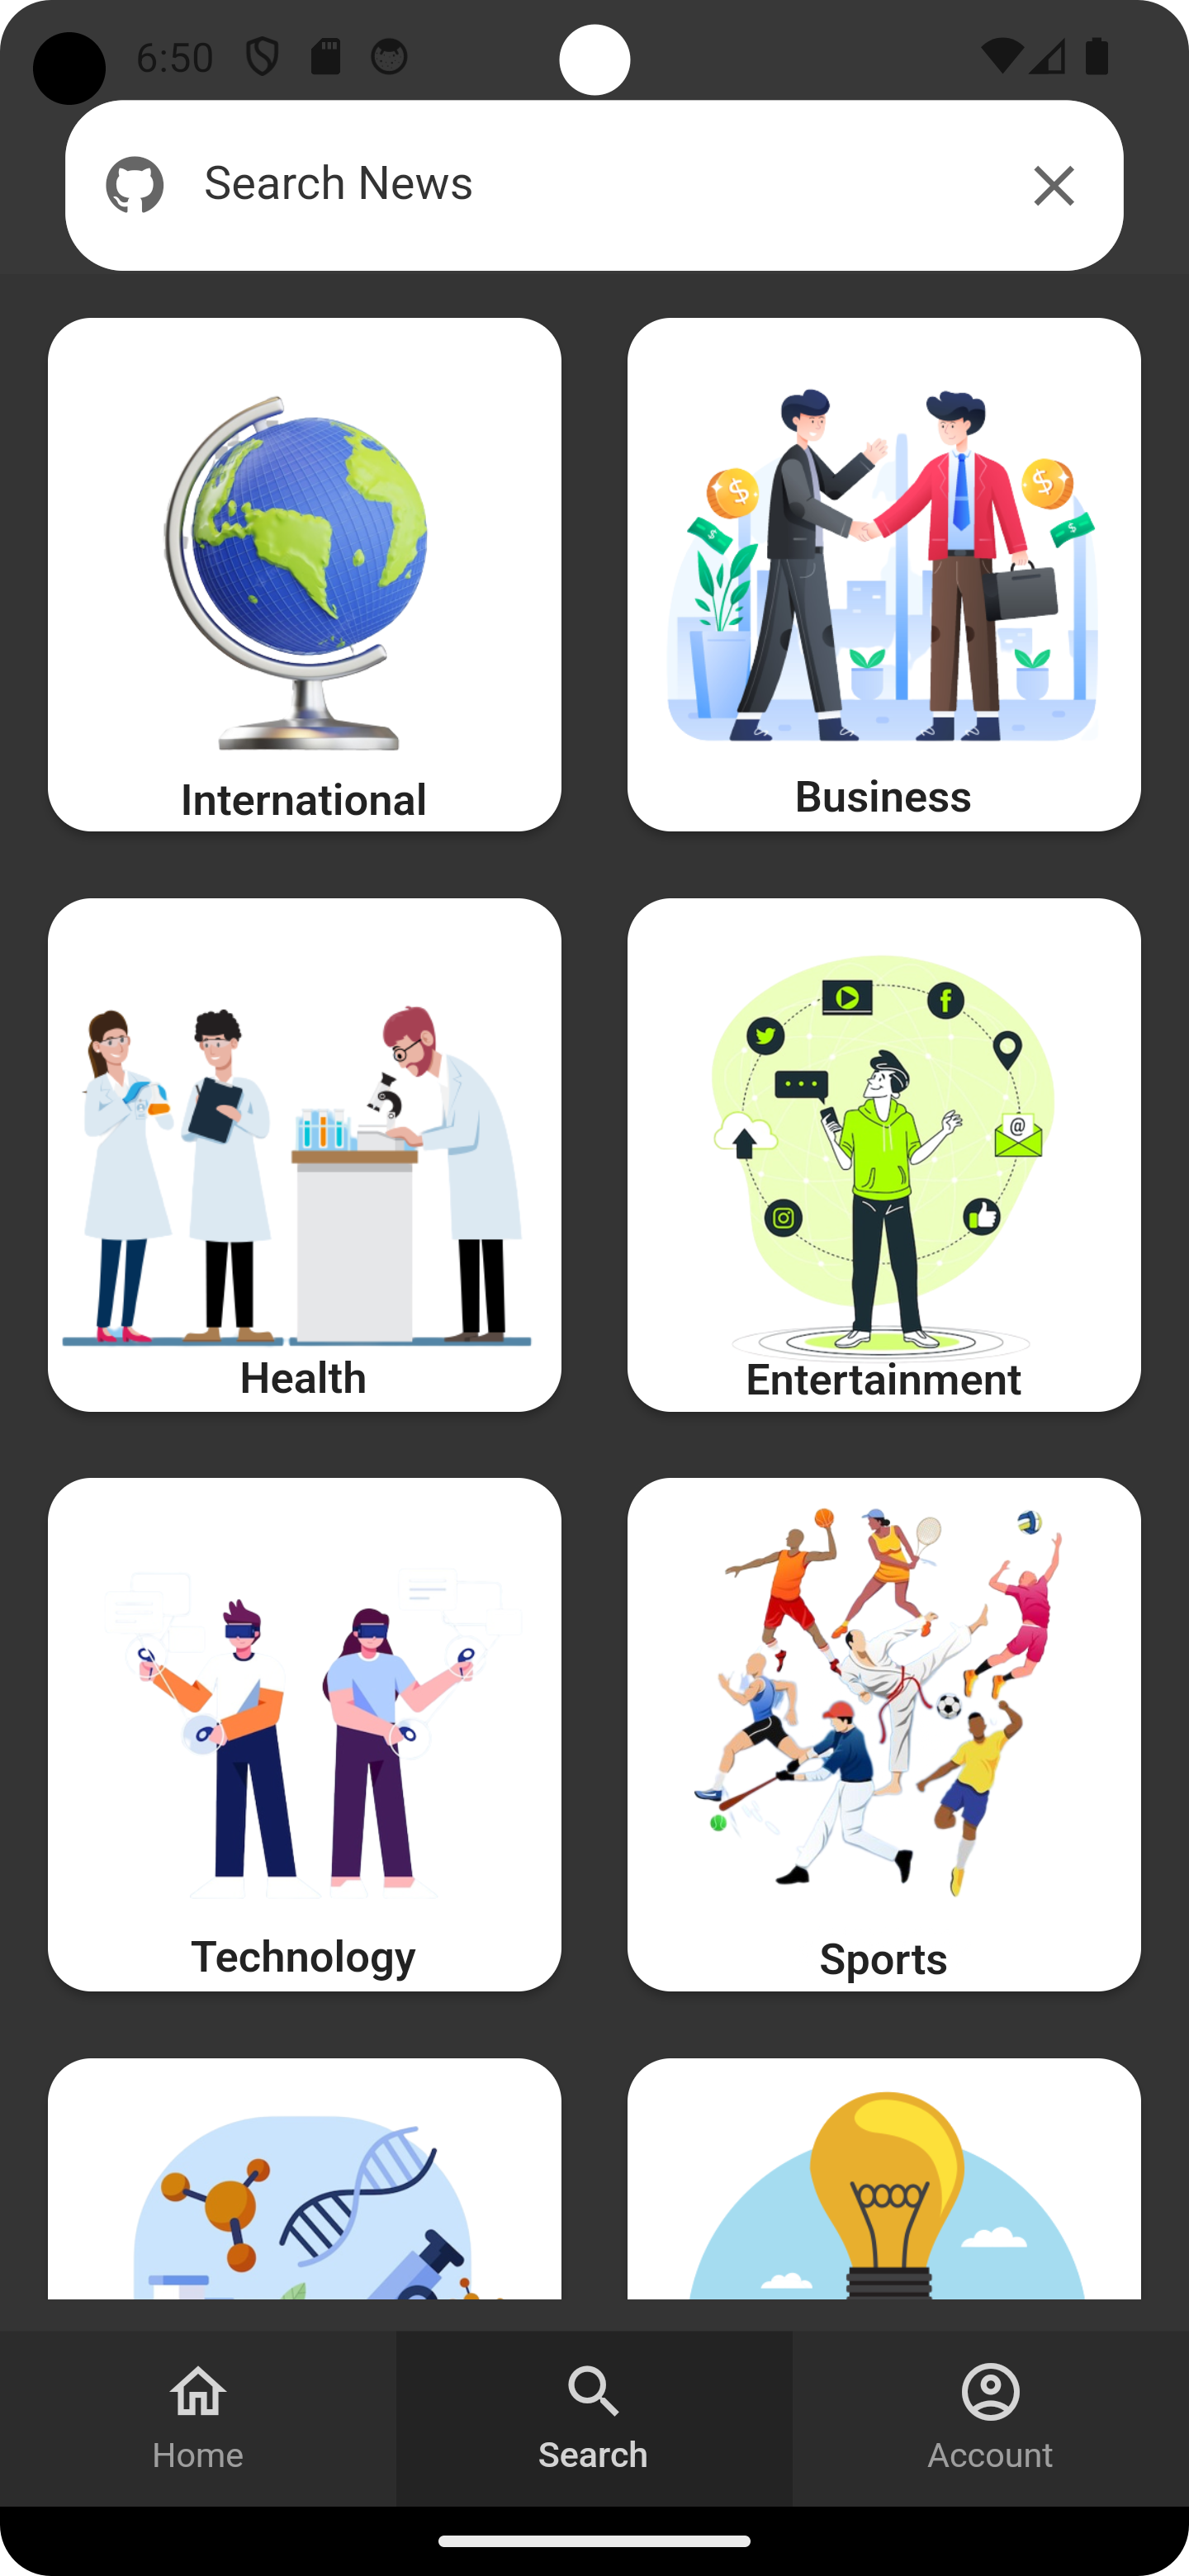 6:50
Search News
International
Business
Health
Entertainment
Technology
Sports
Home
Search
Account